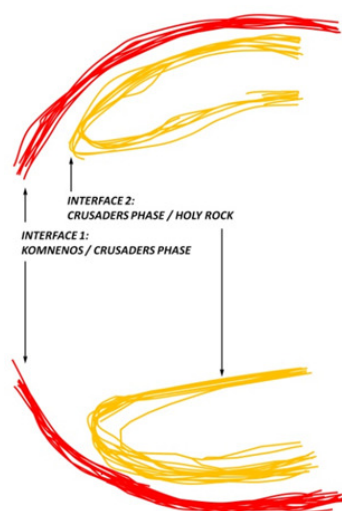 INTERFACE 2:
CRUSADERS PHASE / HOLY ROCK
INTERFACE 1:
KOMNENOS / CRUSADERS PHASE